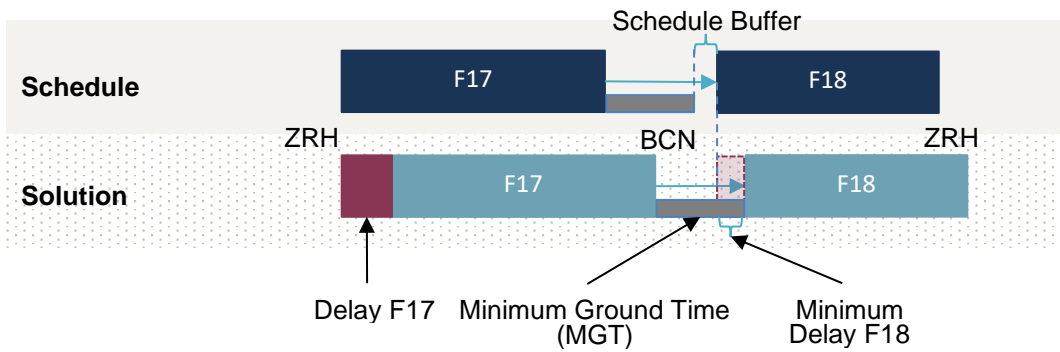 Schedule Buffer
Schedule
F17
F18
ZRH
BCN
ZRH
Solution
F17
F18
Delay F17
Minimum Ground Time
(MGT)
Minimum
Delay F18